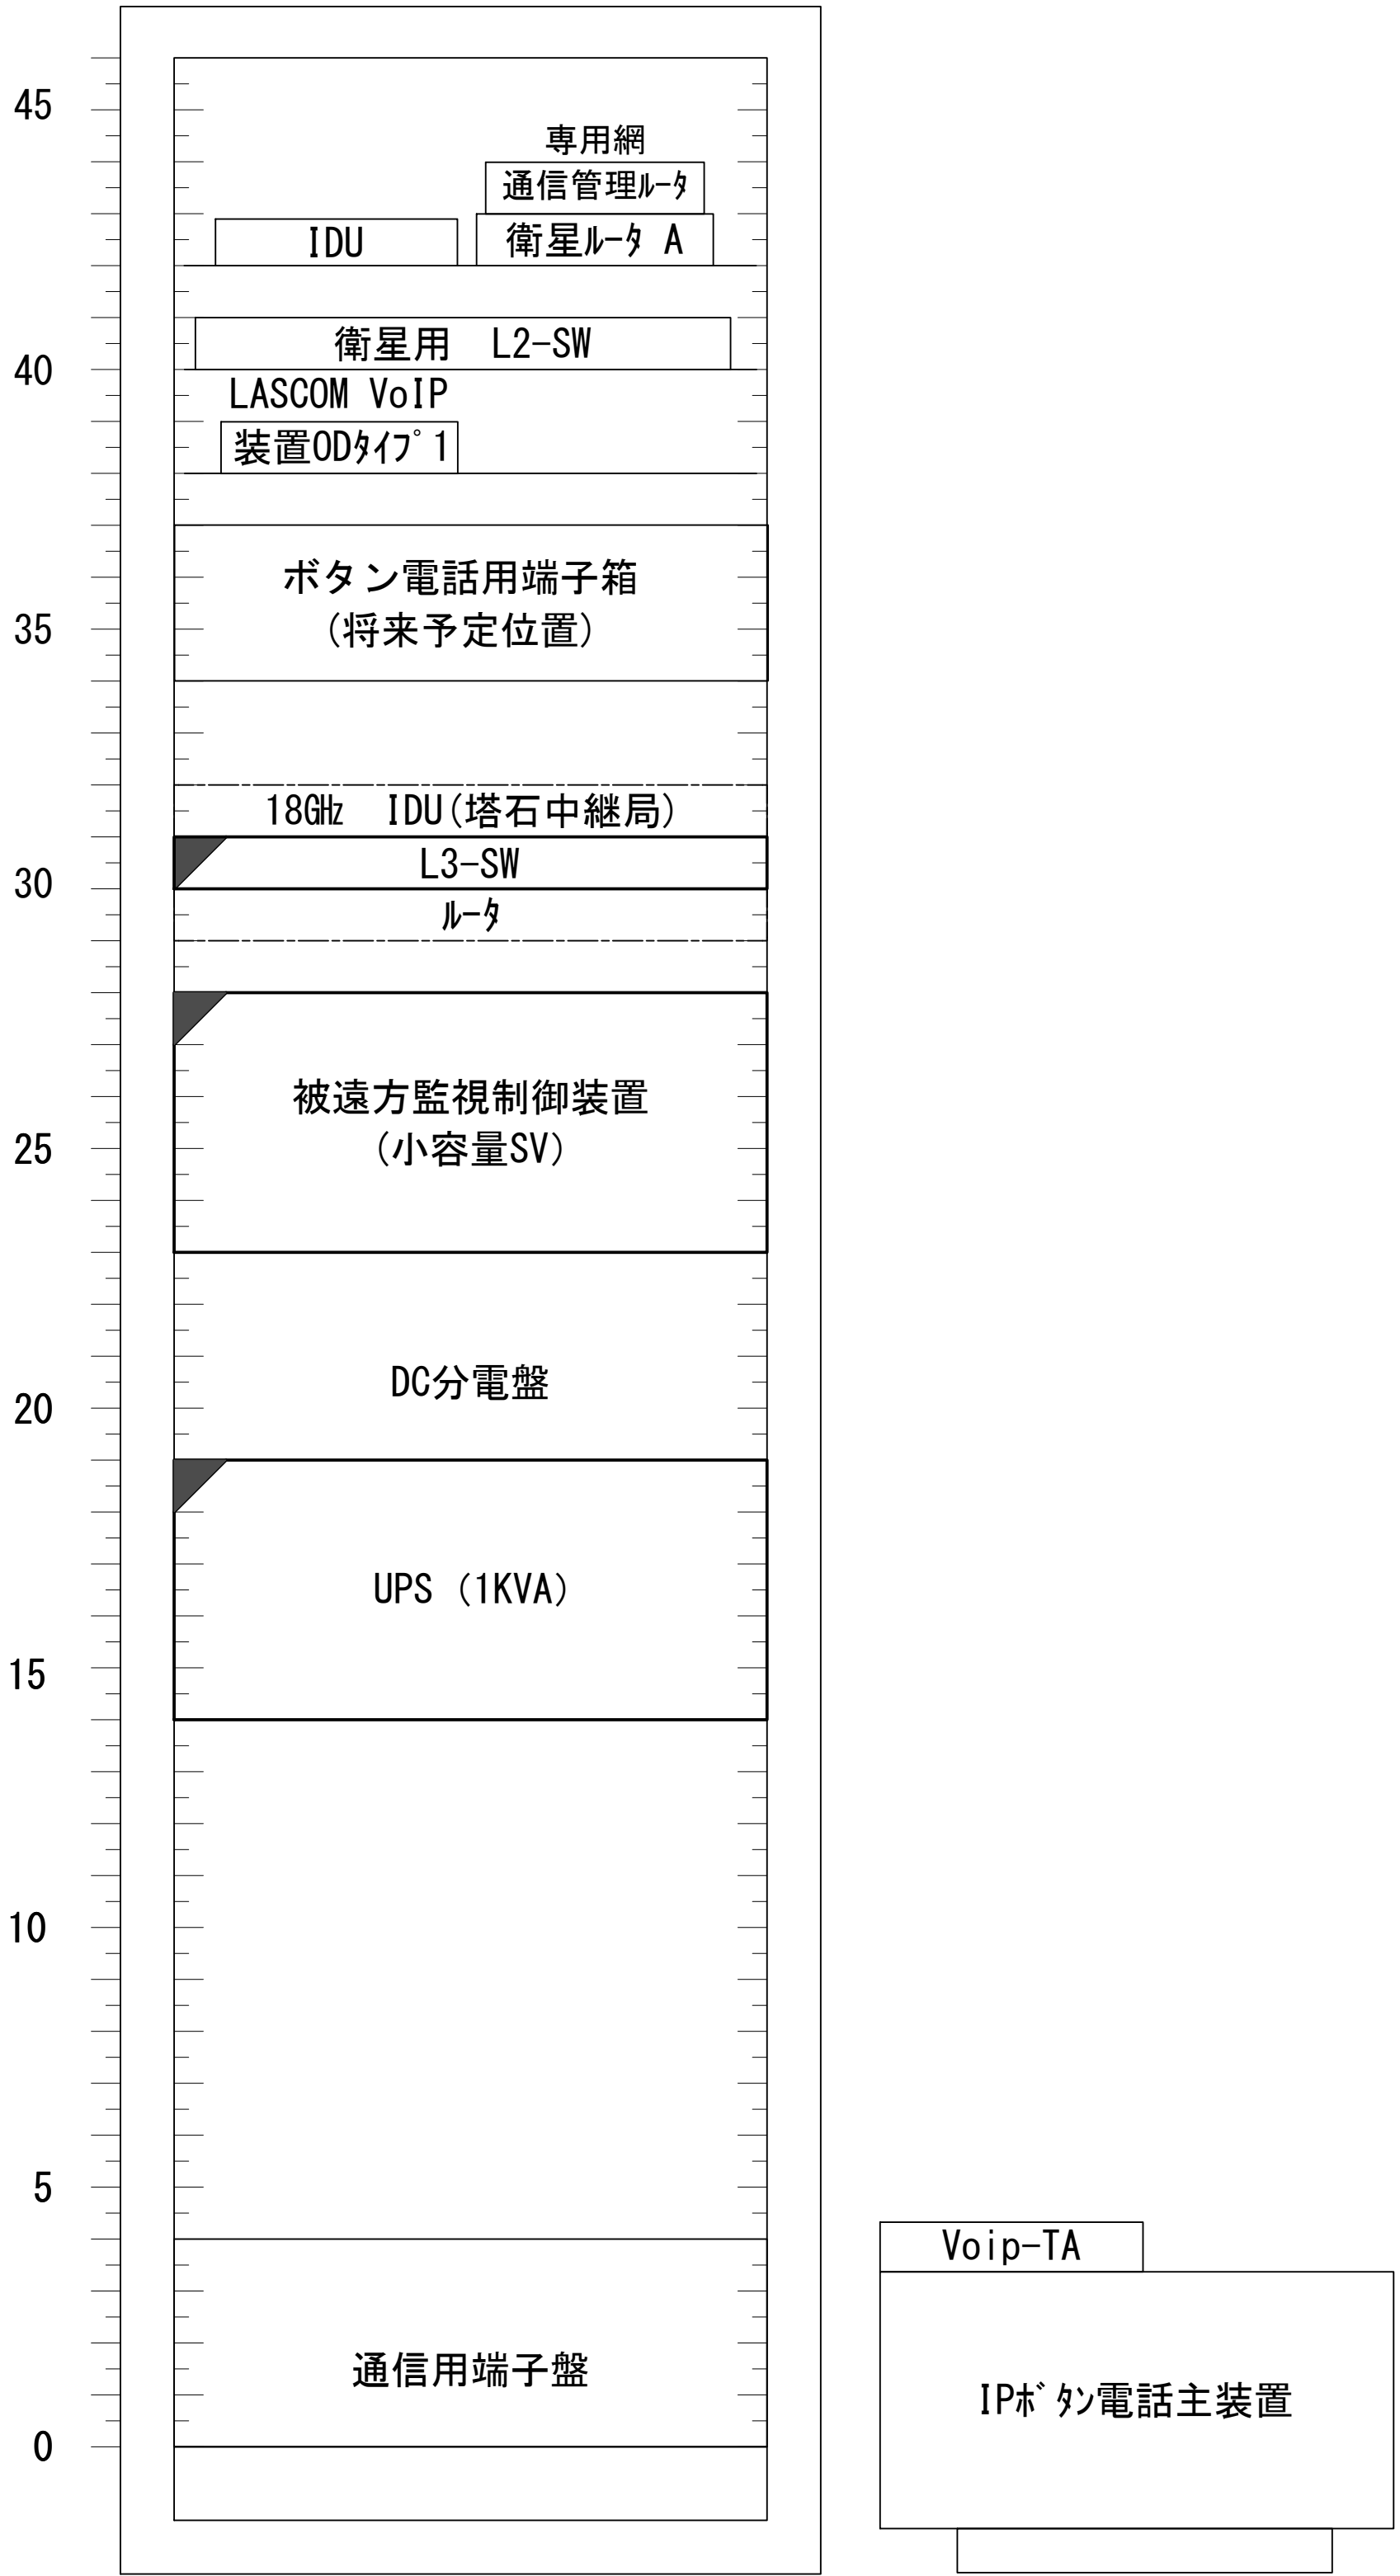 45
専用網
通信管理ﾙｰﾀ
IDU
衛星ﾙｰﾀ A
衛星用　L2-SW
40
LASCOM VoIP
装置ODﾀｲﾌﾟ1
ボタン電話用端子箱
35
(将来予定位置)
18GHz　IDU(塔石中継局)
L3-SW
30
ﾙｰﾀ
被遠方監視制御装置
25
(小容量SV)
DC分電盤
20
UPS (1KVA)
15
10
5
Voip-TA
通信用端子盤
IPﾎﾞﾀﾝ電話主装置
0